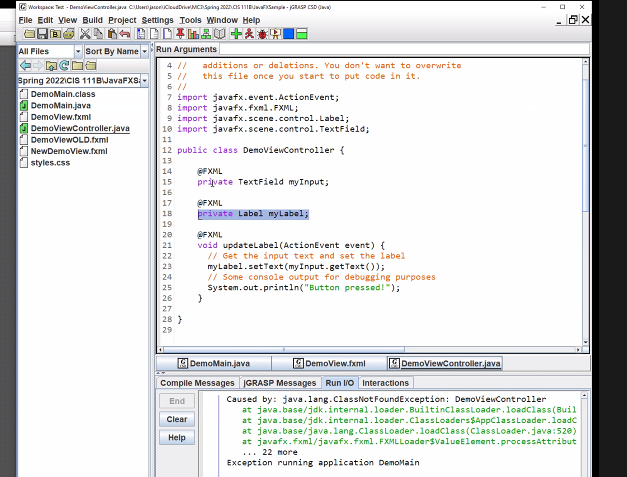 Workspace: Test - DemoViewController.java C:\Users\jason\iCloudDrive\MC3\Spring 2022\CIS 111B\JavaFXSample - jGRASP CSD (Java)
File Edit View Build Project Settings Tools Window Help
All Files
Sort By Name
Spring 2022\CIS 111B\JavaFXSa
DemoMain.class
DemoMain.java
DemoView.fxml
DemoViewController.java
DemoViewOLD.fxml
NewDemoView.fxml
styles.css
Run Arguments
4 //   additions or deletions. You don't want to overwrite
5 //   this file once you start to put code in it.
6 //
7 import javafx.event.ActionEvent;
8 import javafx.fxml.FXML;
9 import javafx.scene.control.Label;
10 import javafx.scene.control.TextField;
11
12 public class DemoViewController {
13
14 @FXML
15 private TextField myInput;
16
17 @FXML
18 private Label myLabel;
19
20 @FXML
21 void updateLabel(ActionEvent event) {
22 // Get the input text and set the label
23 myLabel.setText(myInput.getText());
24 // Some console output for debugging purposes
25 System.out.println("Button pressed!");
26 }
27
28 }
29
DemoMain.java DemoView.fxml DemoViewController.java
Compile Messages jGRASP Messages Run I/O Interactions
End
Clear
Help
Caused by: java.lang.ClassNotFoundException: DemoViewController
at java.base/jdk.internal.loader.BuiltinClassLoader.loadClass(Buil
at java.base/jdk.internal.loader.ClassLoaders$AppClassLoader.loadC
at java.base/java.lang.ClassLoader.loadClass(ClassLoader.java:520)
at javafx.fxml/javafx.fxml.FXMLLoader$ValueElement.processAttribut
... 22 more
Exception running application DemoMain